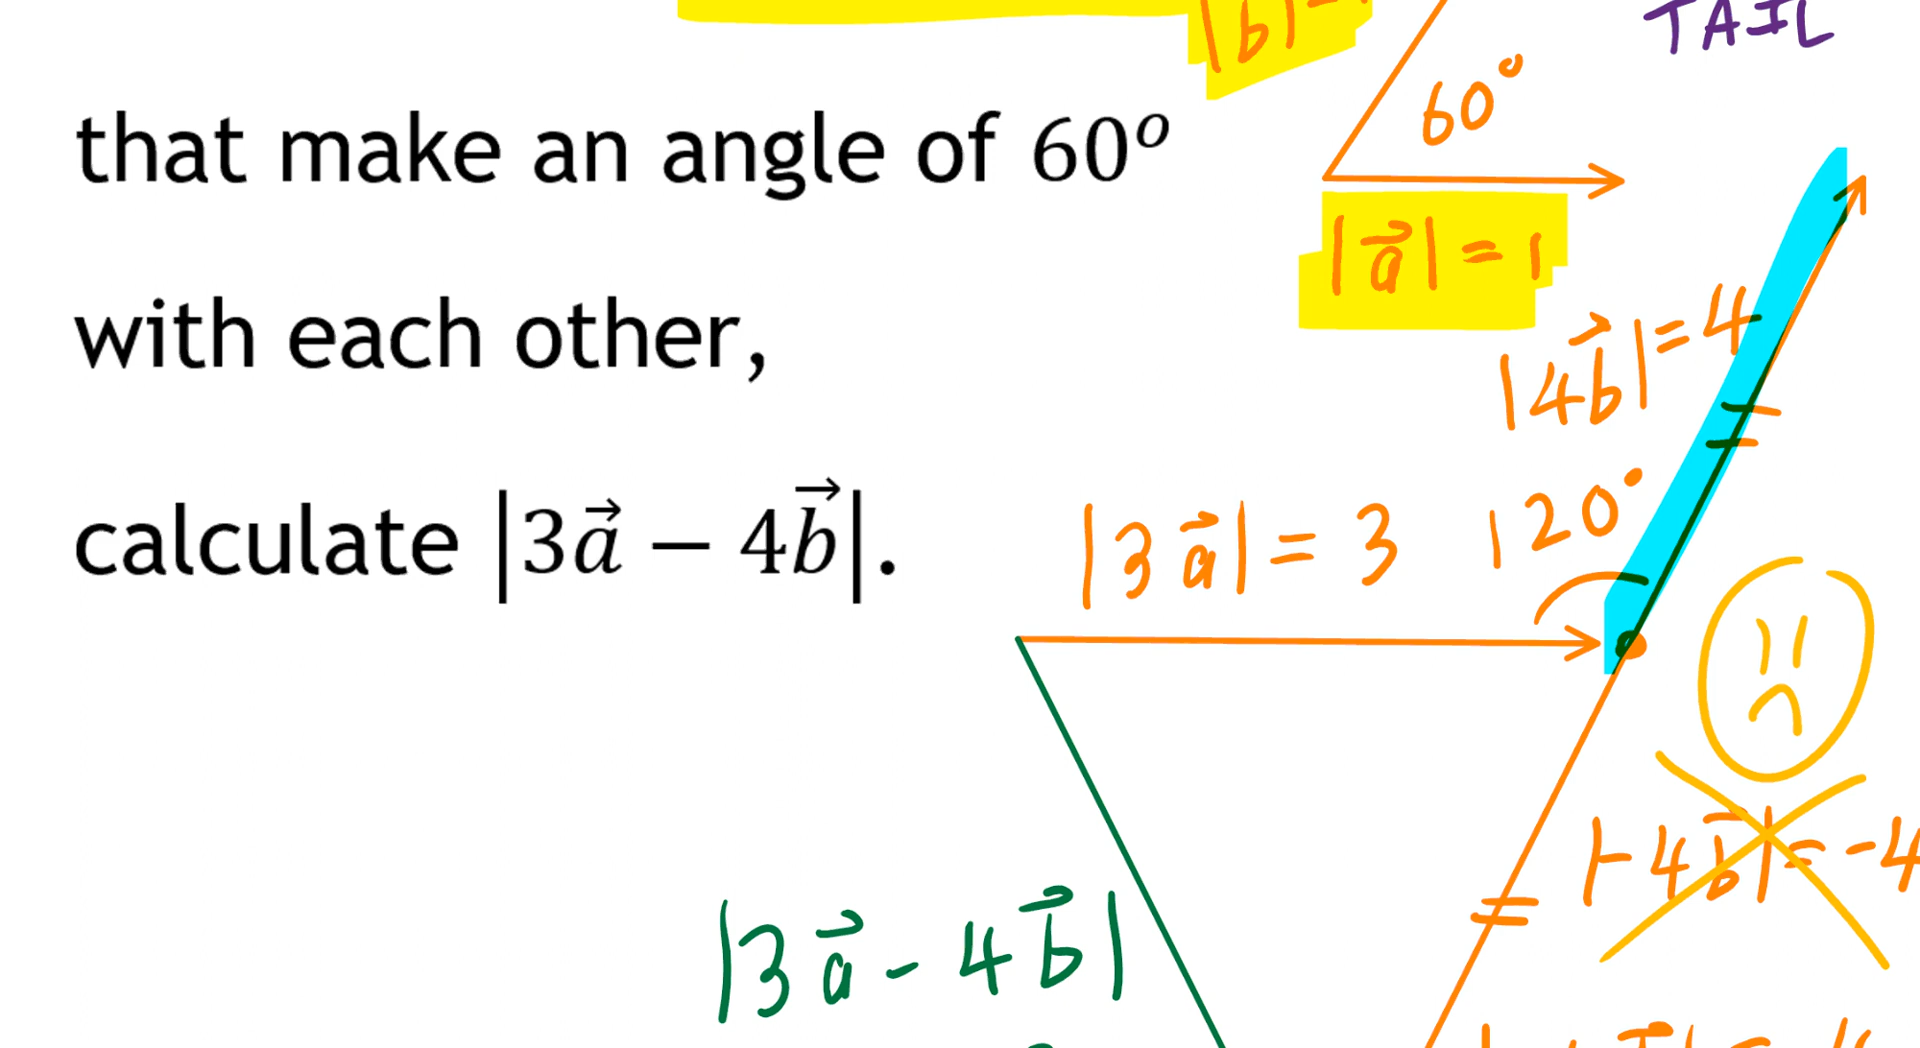 TAIL
60°
that make an angle of 60º
|a⃗| = 1
with each other,
|4b⃗| = 4
calculate |3a⃗ − 4b⃗|.
|3a⃗| = 3
120°
|-4b⃗| = -4
|3a⃗ - 4b⃗|